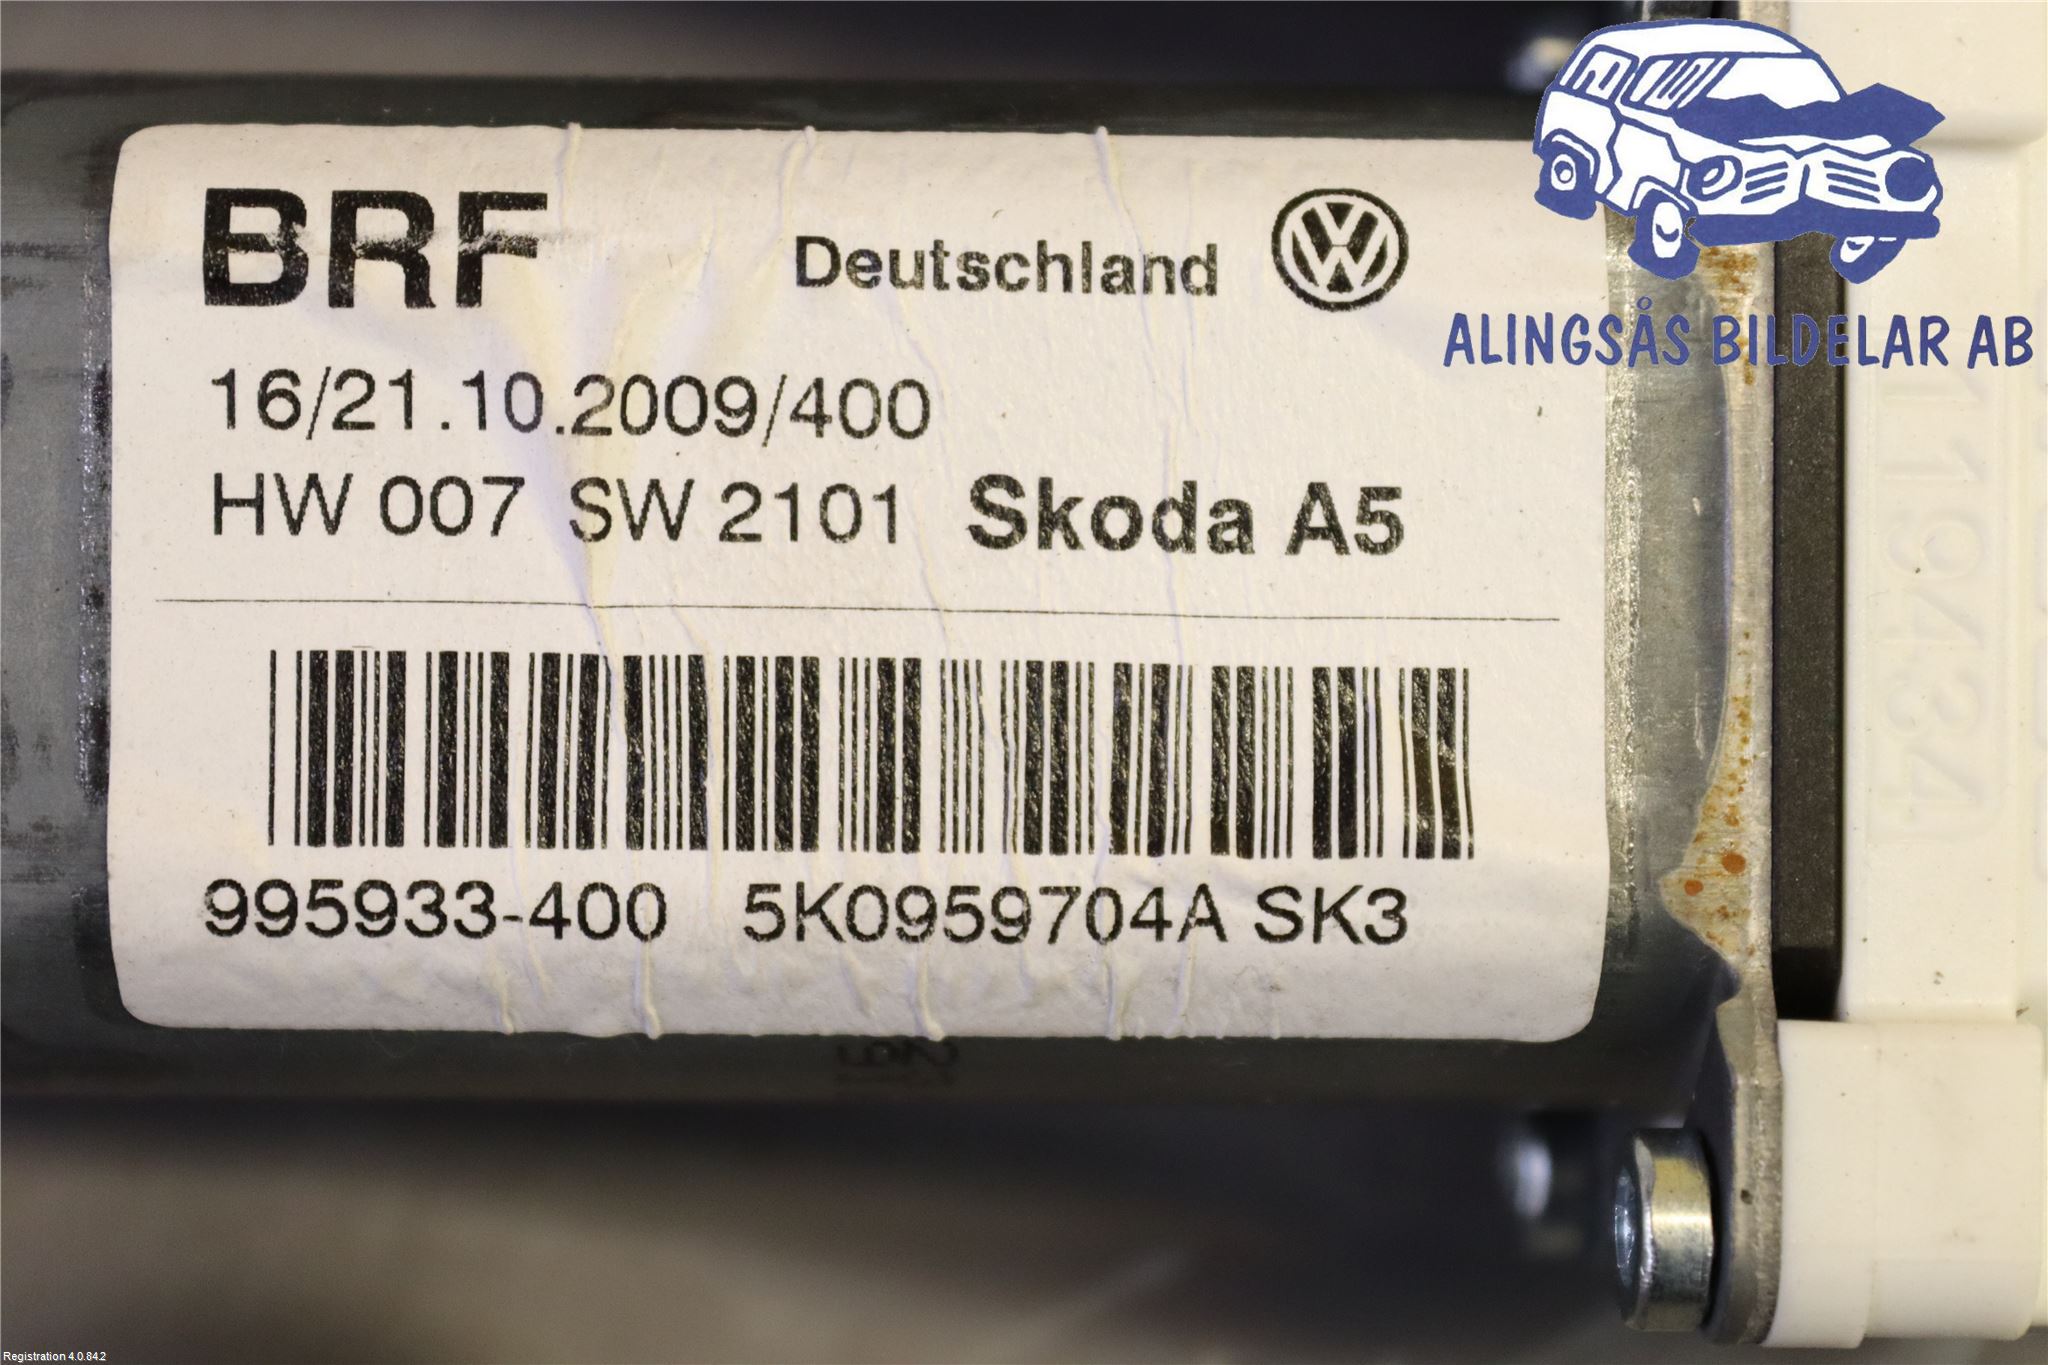 BRF
Deutschland
ALINGSÅS BILDELAR AB
16/21.10.2009/400
HW 007 SW 2101 Skoda A5
995933-400 5K0959704A SK3
119434
Registration 4.0.84.2